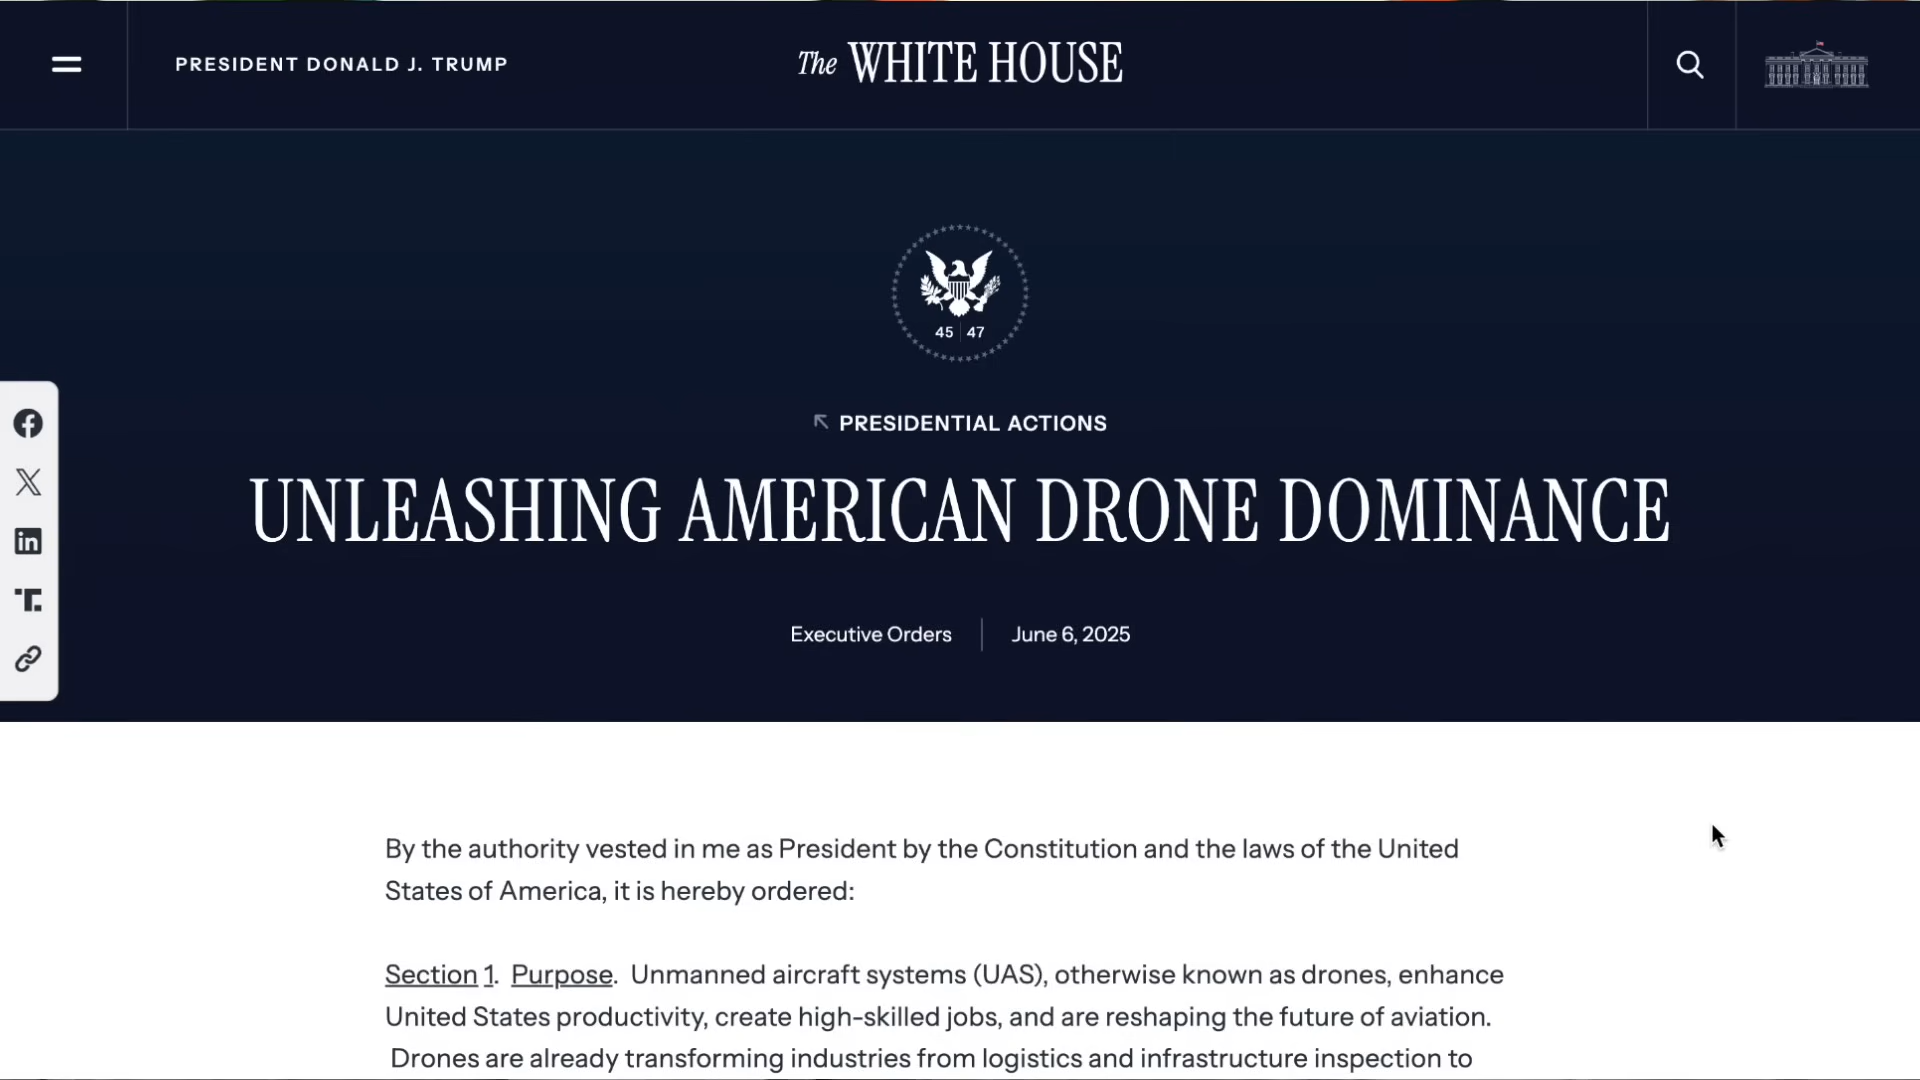 PRESIDENT DONALD J. TRUMP
The WHITE HOUSE
45 47
PRESIDENTIAL ACTIONS
UNLEASHING AMERICAN DRONE DOMINANCE
Executive Orders
June 6, 2025
By the authority vested in me as President by the Constitution and the laws of the United
States of America, it is hereby ordered:
Section 1. Purpose. Unmanned aircraft systems (UAS), otherwise known as drones, enhance
United States productivity, create high-skilled jobs, and are reshaping the future of aviation.
Drones are already transforming industries from logistics and infrastructure inspection to